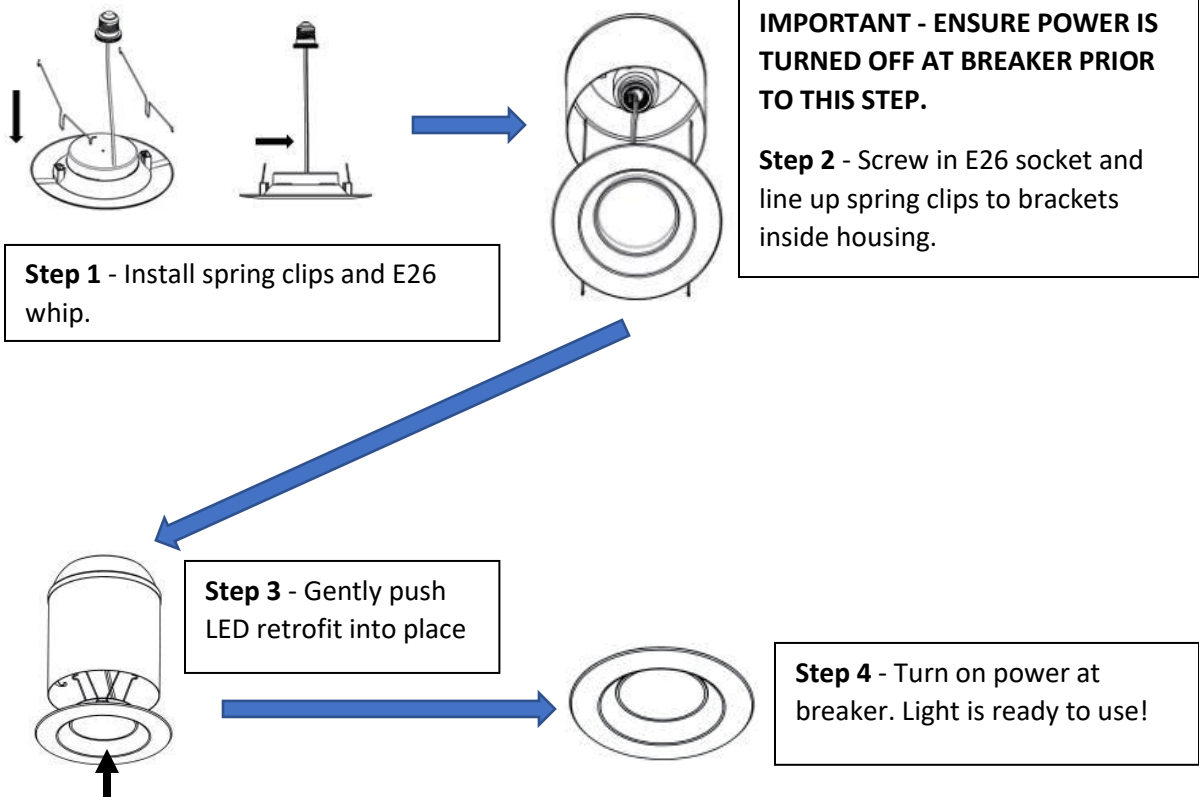 Step 1 - Install spring clips and E26
whip.
IMPORTANT - ENSURE POWER IS
TURNED OFF AT BREAKER PRIOR
TO THIS STEP.
Step 2 - Screw in E26 socket and
line up spring clips to brackets
inside housing.
Step 3 - Gently push
LED retrofit into place
Step 4 - Turn on power at
breaker. Light is ready to use!